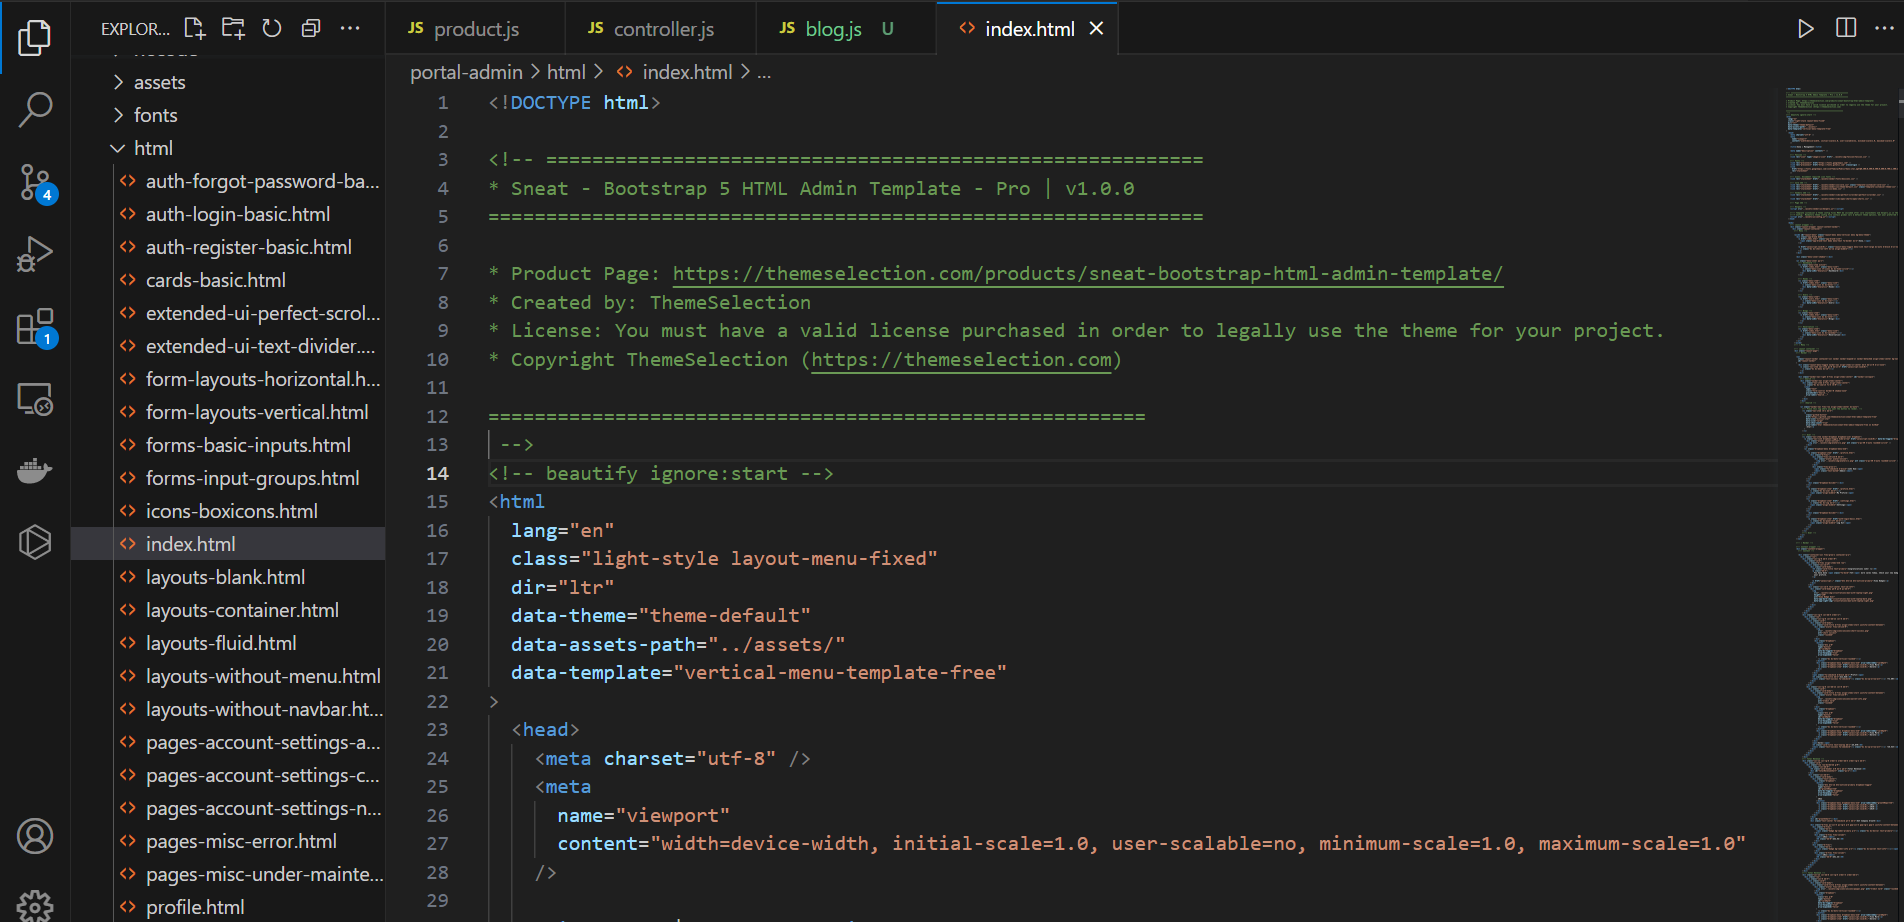 EXPLOR...
assets
fonts
html
auth-forgot-password-ba...
auth-login-basic.html
auth-register-basic.html
cards-basic.html
extended-ui-perfect-scrol...
extended-ui-text-divider....
form-layouts-horizontal.h...
form-layouts-vertical.html
forms-basic-inputs.html
forms-input-groups.html
icons-boxicons.html
index.html
layouts-blank.html
layouts-container.html
layouts-fluid.html
layouts-without-menu.html
layouts-without-navbar.ht...
pages-account-settings-a...
pages-account-settings-c...
pages-account-settings-n...
pages-misc-error.html
pages-misc-under-mainte...
profile.html
4
1
JS product.js
JS controller.js
JS blog.js U
index.html
portal-admin > html > index.html > ...
1 <!DOCTYPE html>
2
3 <!-- =========================================================
4 * Sneat - Bootstrap 5 HTML Admin Template - Pro | v1.0.0
5 ==============================================================
6
7 * Product Page: https://themeselection.com/products/sneat-bootstrap-html-admin-template/
8 * Created by: ThemeSelection
9 * License: You must have a valid license purchased in order to legally use the theme for your project.
10 * Copyright ThemeSelection (https://themeselection.com)
11
12 =========================================================
13 -->
14 <!-- beautify ignore:start -->
15 <html
16 lang="en"
17 class="light-style layout-menu-fixed"
18 dir="ltr"
19 data-theme="theme-default"
20 data-assets-path="../assets/"
21 data-template="vertical-menu-template-free"
22 >
23 <head>
24 <meta charset="utf-8" />
25 <meta
26 name="viewport"
27 content="width=device-width, initial-scale=1.0, user-scalable=no, minimum-scale=1.0, maximum-scale=1.0"
28 />
29